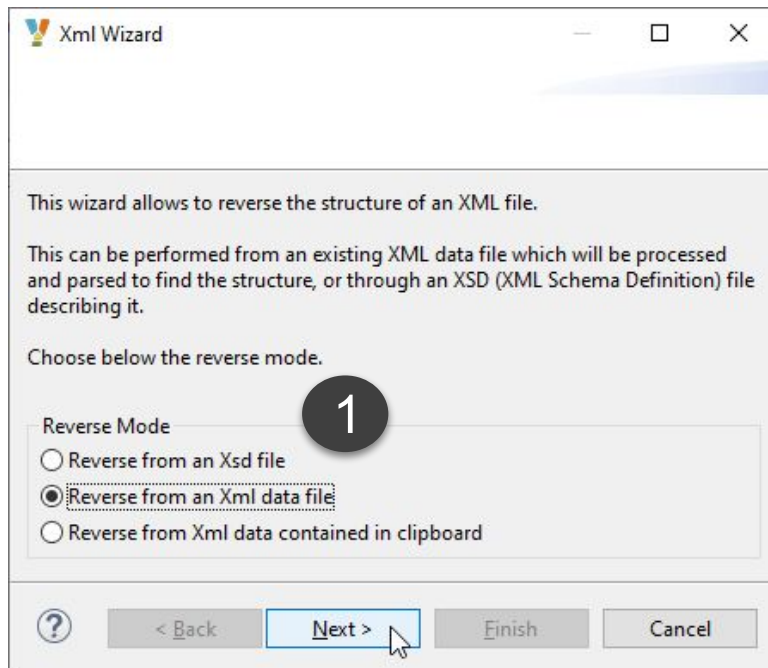 Xml Wizard
This wizard allows to reverse the structure of an XML file.
This can be performed from an existing XML data file which will be processed
and parsed to find the structure, or through an XSD (XML Schema Definition) file
describing it.
Choose below the reverse mode.
1
Reverse Mode
Reverse from an Xsd file
Reverse from an Xml data file
Reverse from Xml data contained in clipboard
? < Back Next > Finish Cancel